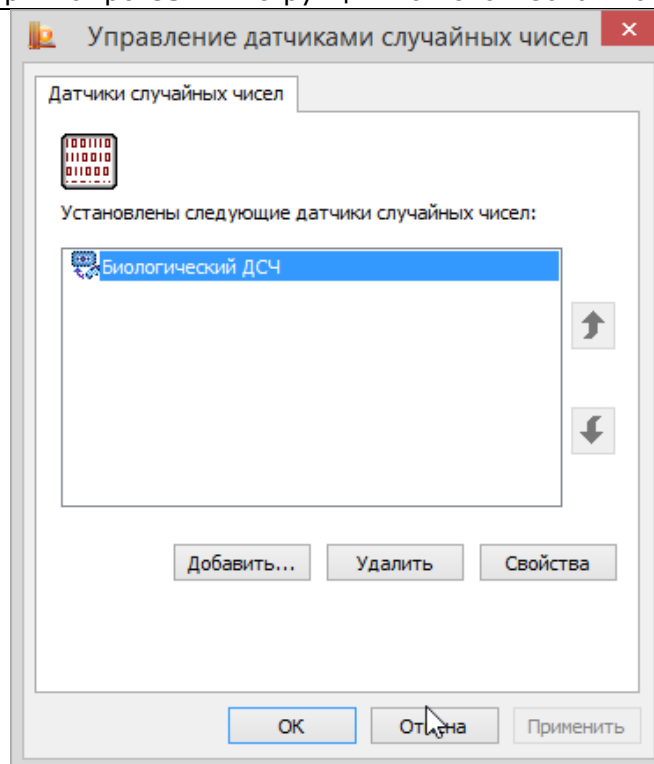 Управление датчиками случайных чисел
Датчики случайных чисел
Установлены следующие датчики случайных чисел:
Биологический ДСЧ
Добавить... Удалить Свойства
ОК Применить